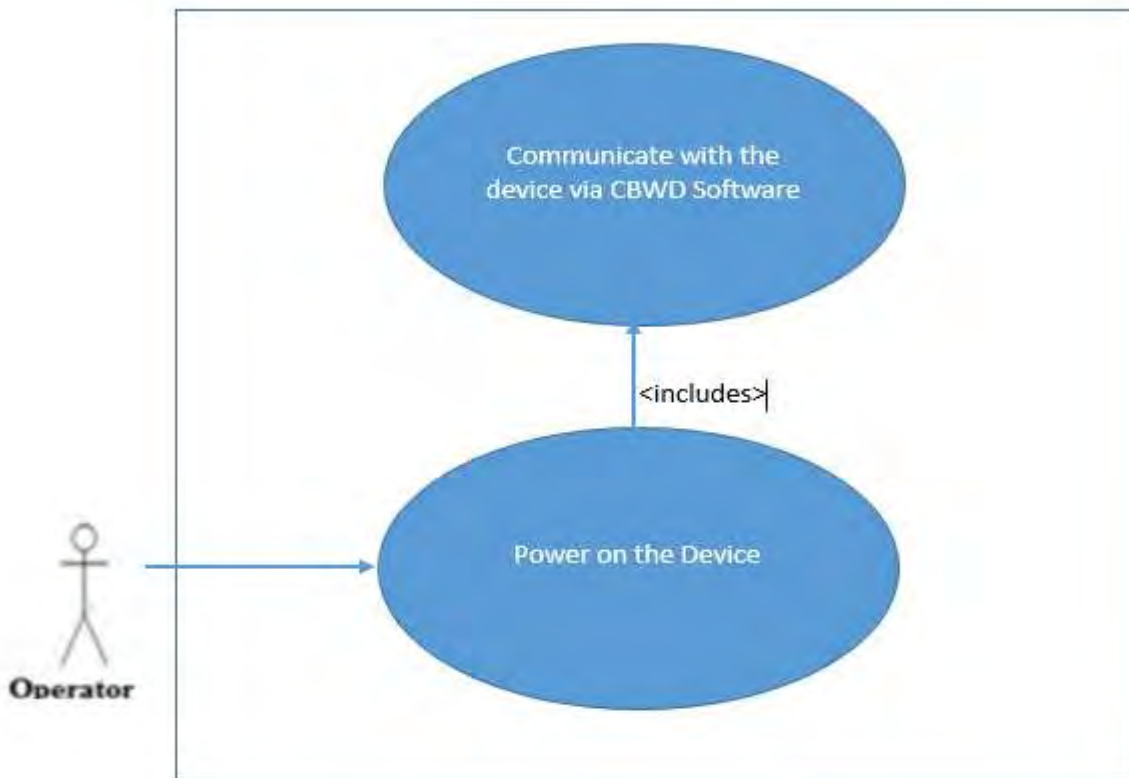 Communicate with the
device via CBWD Software
<includes>
Power on the Device
Operator